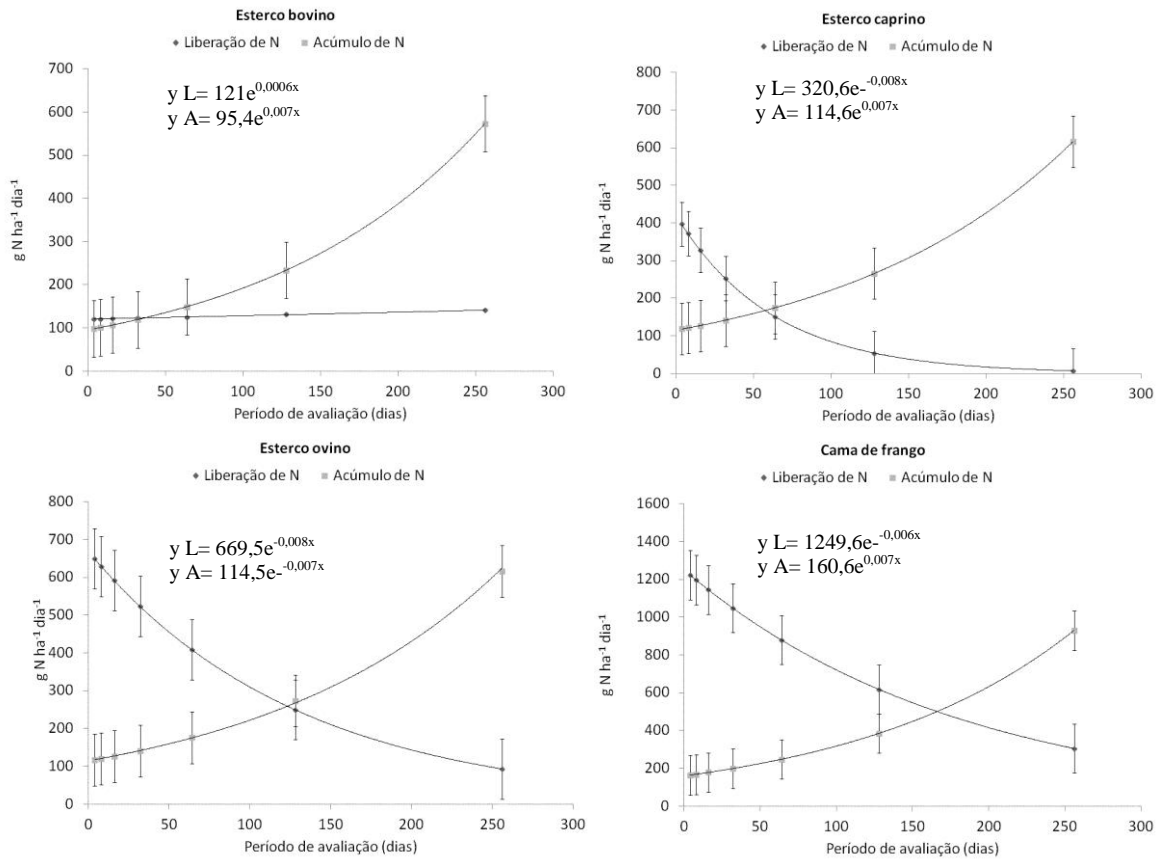 Esterco bovino
Liberação de N Acúmulo de N
y L= 121e^0,0006x
y A= 95,4e^0,007x
g N ha⁻¹ dia⁻¹
700
600
500
400
300
200
100
0
0 50 100 150 200 250 300
Período de avaliação (dias)
Esterco caprino
Liberação de N Acúmulo de N
y L= 320,6e-^-0,008x
y A= 114,6e^0,007x
g N ha⁻¹ dia⁻¹
800
700
600
500
400
300
200
100
0
0 50 100 150 200 250 300
Período de avaliação (dias)
Esterco ovino
Liberação de N Acúmulo de N
y L= 669,5e^-0,008x
y A= 114,5e-^-0,007x
g N ha⁻¹ dia⁻¹
800
700
600
500
400
300
200
100
0
0 50 100 150 200 250 300
Período de avaliação (dias)
Cama de frango
Liberação de N Acúmulo de N
y L= 1249,6e-^-0,006x
y A= 160,6e^0,007x
g N ha⁻¹ dia⁻¹
1600
1400
1200
1000
800
600
400
200
0
0 50 100 150 200 250 300
Período de avaliação (dias)